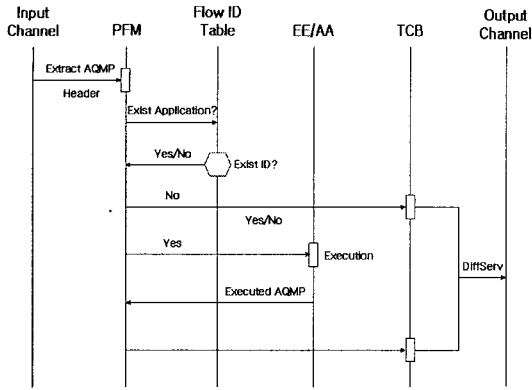 Input
Channel
PFM
Flow ID
Table
EE/AA
TCB
Output
Channel
Extract AQMP
Header
Exist Application?
Yes/No
Exist ID?
No
Yes/No
Yes
Execution
DiffServ
Executed AQMP